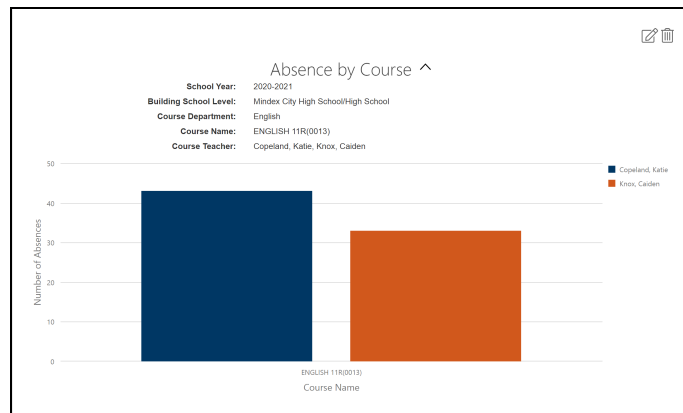 Absence by Course
School Year: 2020-2021
Building School Level: Mindex City High School/High School
Course Department: English
Course Name: ENGLISH 11R(0013)
Course Teacher: Copeland, Katie, Knox, Caiden
50
40
30
20
10
0
Number of Absences
Copeland, Katie
Knox, Caiden
ENGLISH 11R(0013)
Course Name